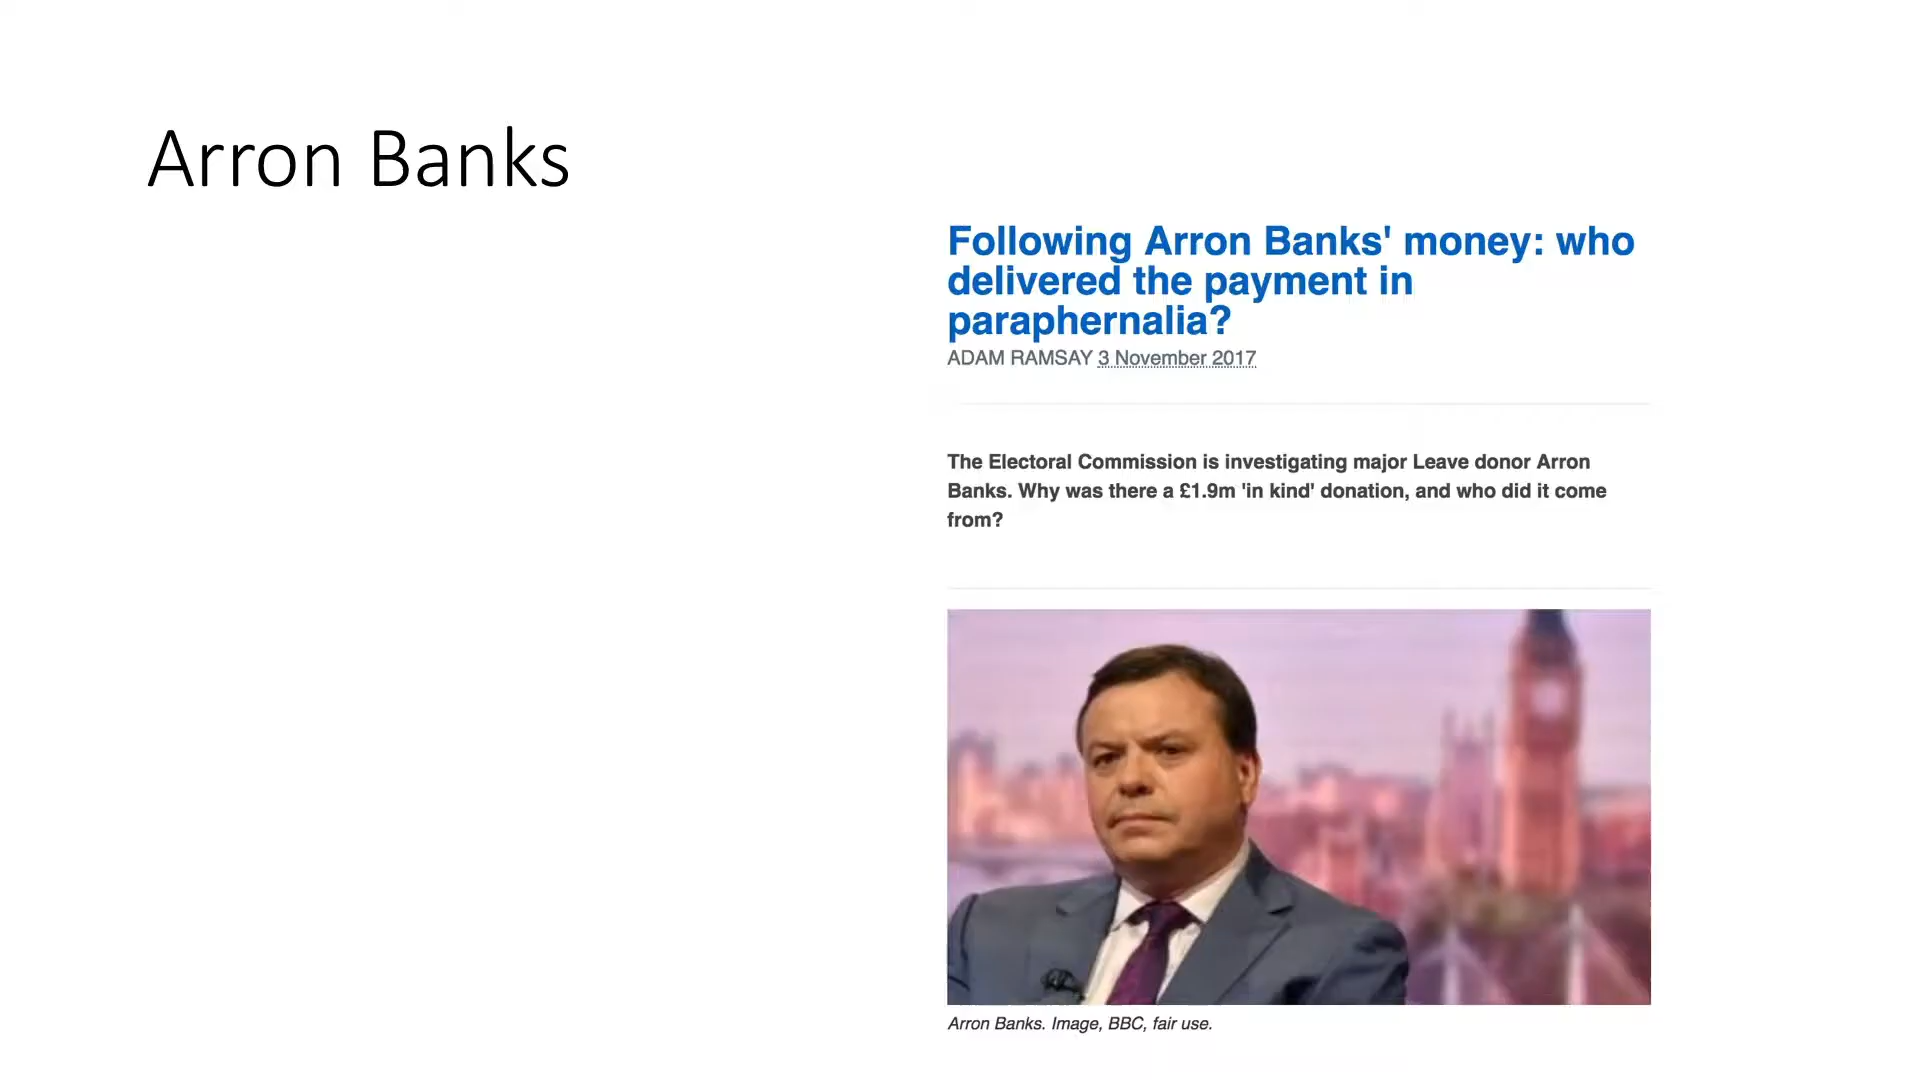 Arron Banks
Following Arron Banks' money: who
delivered the payment in
paraphernalia?
ADAM RAMSAY 3 November 2017
The Electoral Commission is investigating major Leave donor Arron
Banks. Why was there a £1.9m 'in kind' donation, and who did it come
from?
Arron Banks. Image, BBC, fair use.